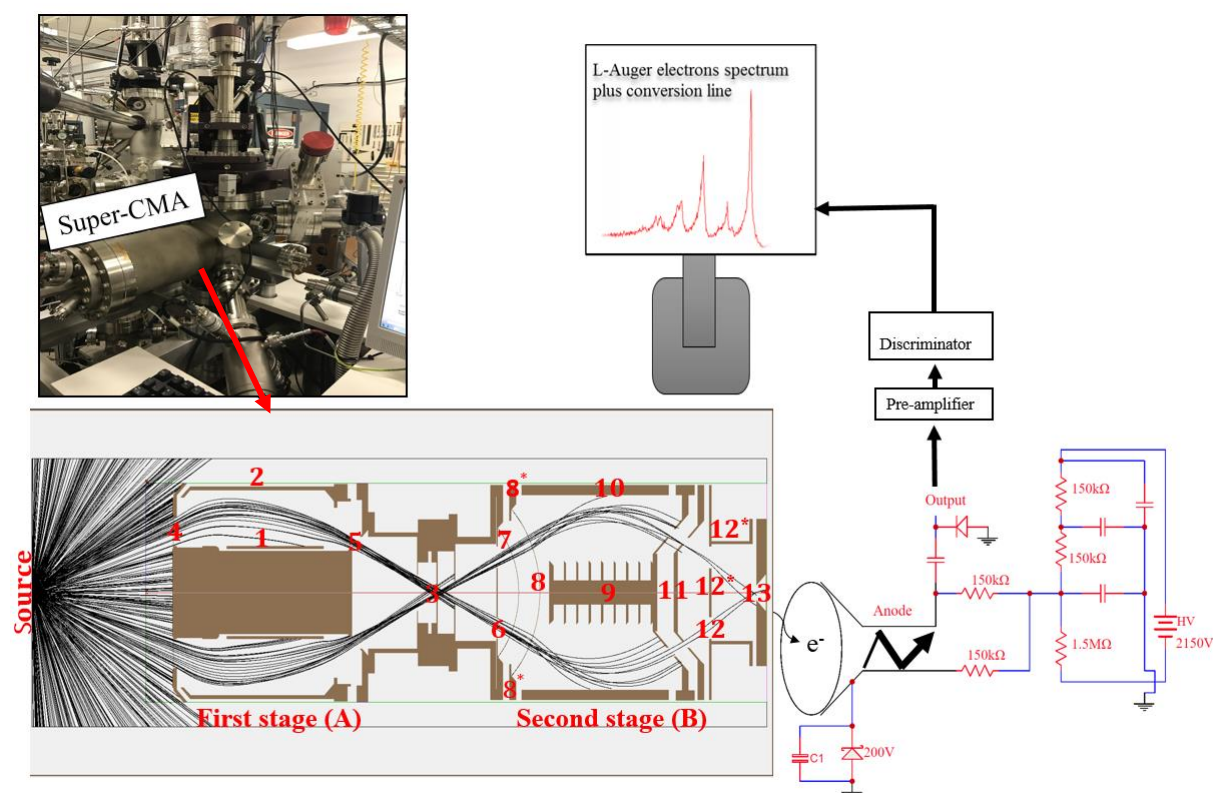 Super-CMA
L-Auger electrons spectrum
plus conversion line
Discriminator
Pre-amplifier
Output
Anode
150kΩ
150kΩ
150kΩ
150kΩ
1.5MΩ
HV
2150V
e-
C1
200V
Source
1
2
3
4
5
6
7
8
8*
8*
9
10
11
12
12*
12*
13
First stage (A)
Second stage (B)